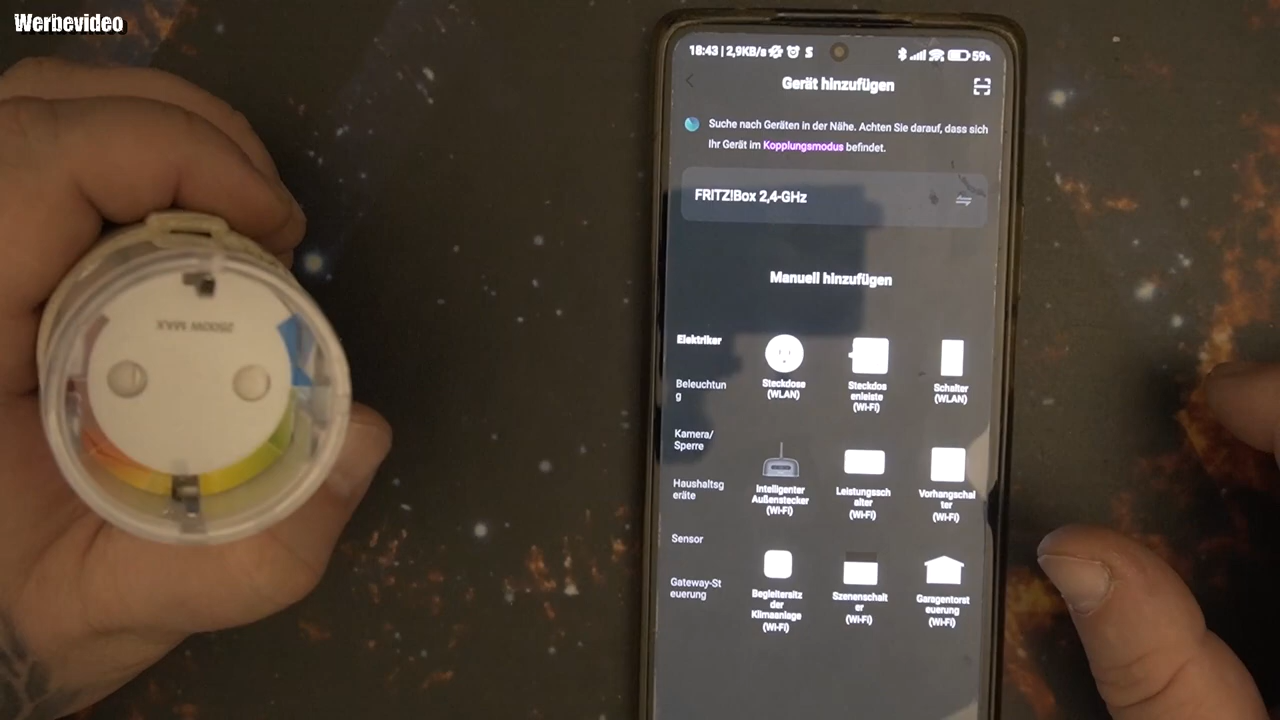 Werbevideo
18:43 | 2,9KB/s
59%
Gerät hinzufügen
Suche nach Geräten in der Nähe. Achten Sie darauf, dass sich
Ihr Gerät im Kopplungsmodus befindet.
FRITZ!Box 2,4-GHz
Manuell hinzufügen
Elektriker
Beleuchtun
g
Kamera/
Sperre
Haushaltsg
eräte
Sensor
Gateway-St
euerung
Steckdose
(WLAN)
Steckdos
enleiste
(Wi-Fi)
Schalter
(WLAN)
Intelligenter
Außenstecker
(Wi-Fi)
Leistungssch
alter
(Wi-Fi)
Vorhangschal
ter
(Wi-Fi)
Begleitersitz
der
Klimaanlage
(Wi-Fi)
Szenenschalt
er
(Wi-Fi)
Garagentorst
euerung
(Wi-Fi)
2500W MAX